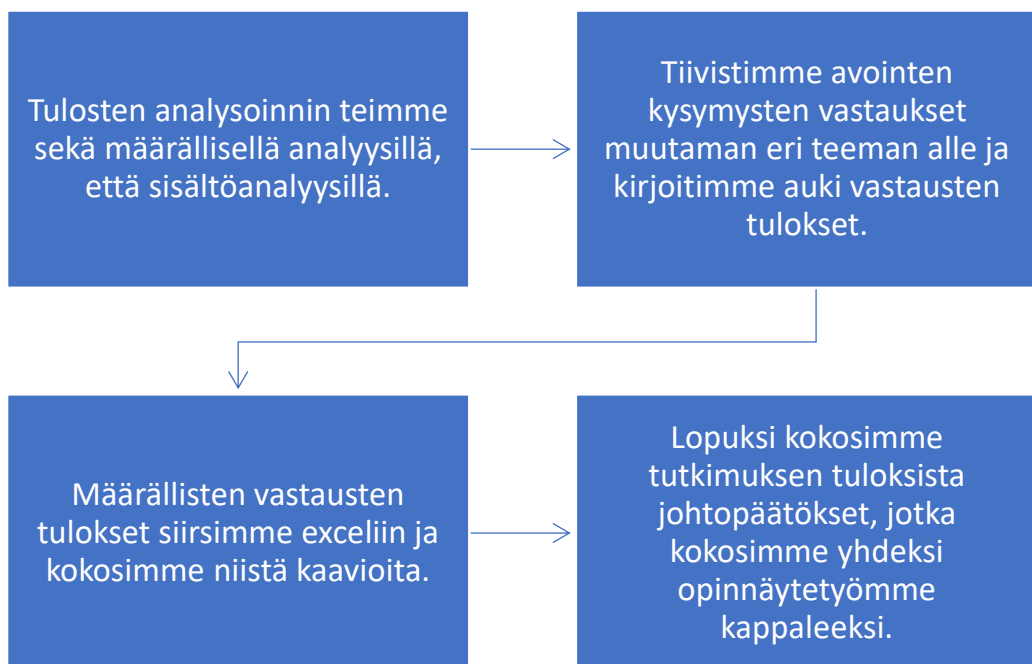 Tulosten analysoinnin teimme
sekä määrällisellä analyysillä,
että sisältöanalyysillä.
Tiivistimme avointen
kysymysten vastaukset
muutaman eri teeman alle ja
kirjoitimme auki vastausten
tulokset.
Määrällisten vastausten
tulokset siirsimme exceliin ja
kokosimme niistä kaavioita.
Lopuksi kokosimme
tutkimuksen tuloksista
johtopäätökset, jotka
kokosimme yhdeksi
opinnäytetyömme
kappaleeksi.